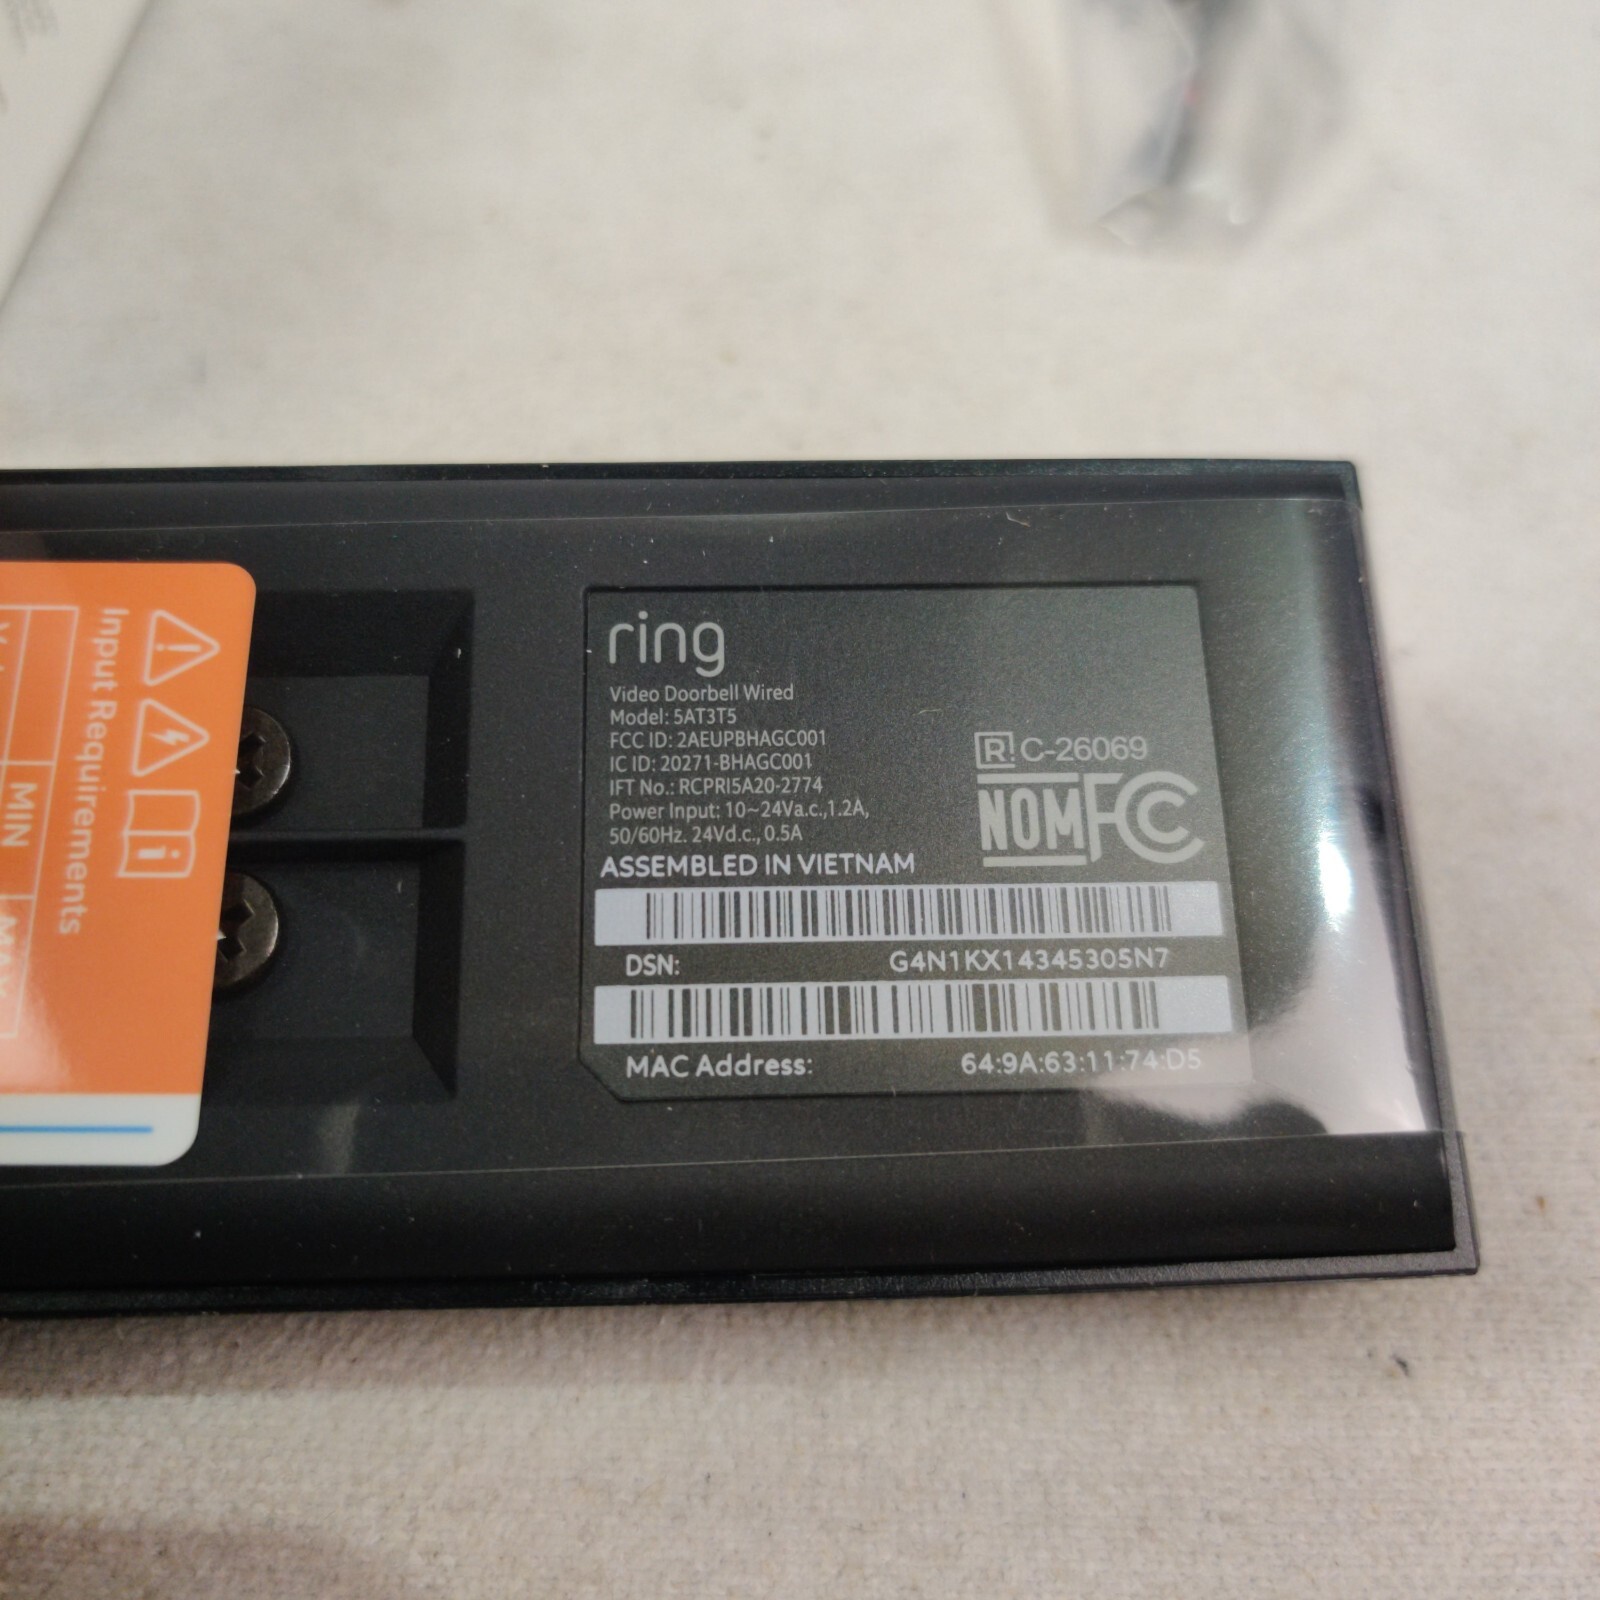 ring
Video Doorbell Wired
Model: 5AT3T5
FCC ID: 2AEUPBHAGC001
IC ID: 20271-BHAGC001
IFT No.: RCPRI5A20-2774
Power Input: 10~24Va.c.,1.2A,
50/60Hz. 24Vd.c., 0.5A
R! C-26069
NOM FC
ASSEMBLED IN VIETNAM
DSN: G4N1KX14345305N7
MAC Address: 64:9A:63:11:74:D5
Input Requirements
MIN
MAX